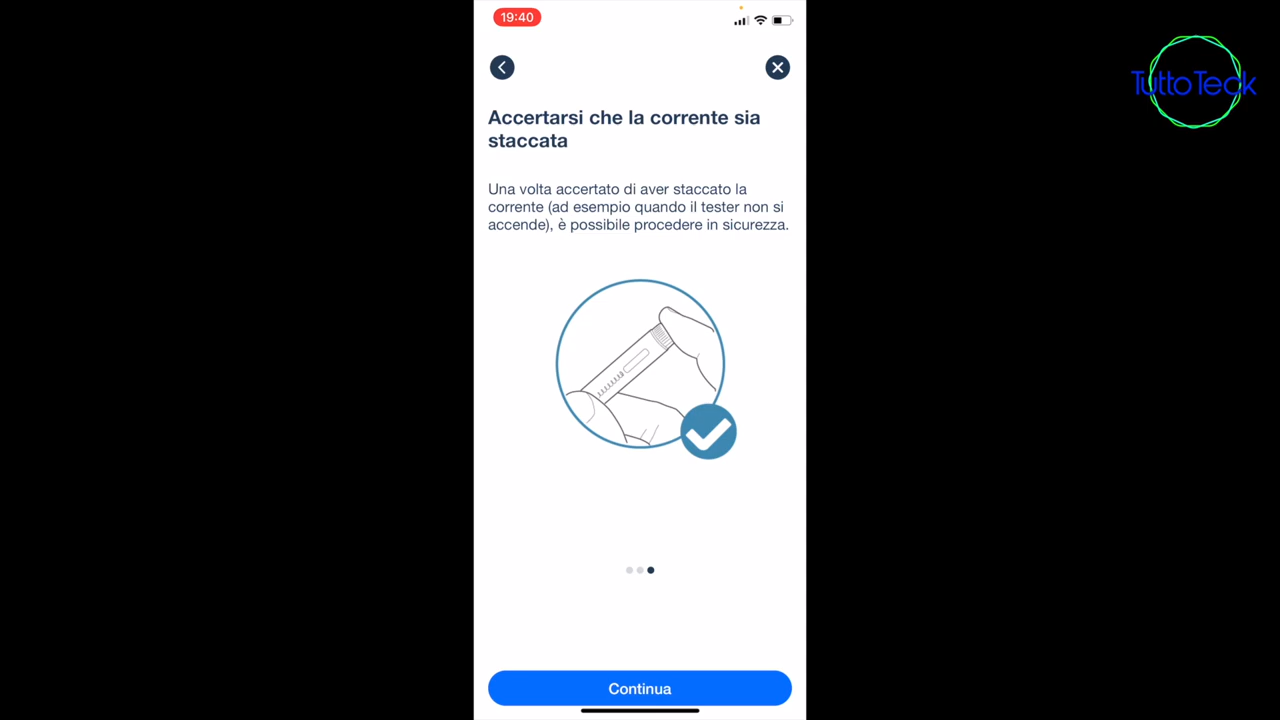 19:40
TuttoTeck
Accertarsi che la corrente sia
staccata
Una volta accertato di aver staccato la
corrente (ad esempio quando il tester non si
accende), è possibile procedere in sicurezza.
Continua